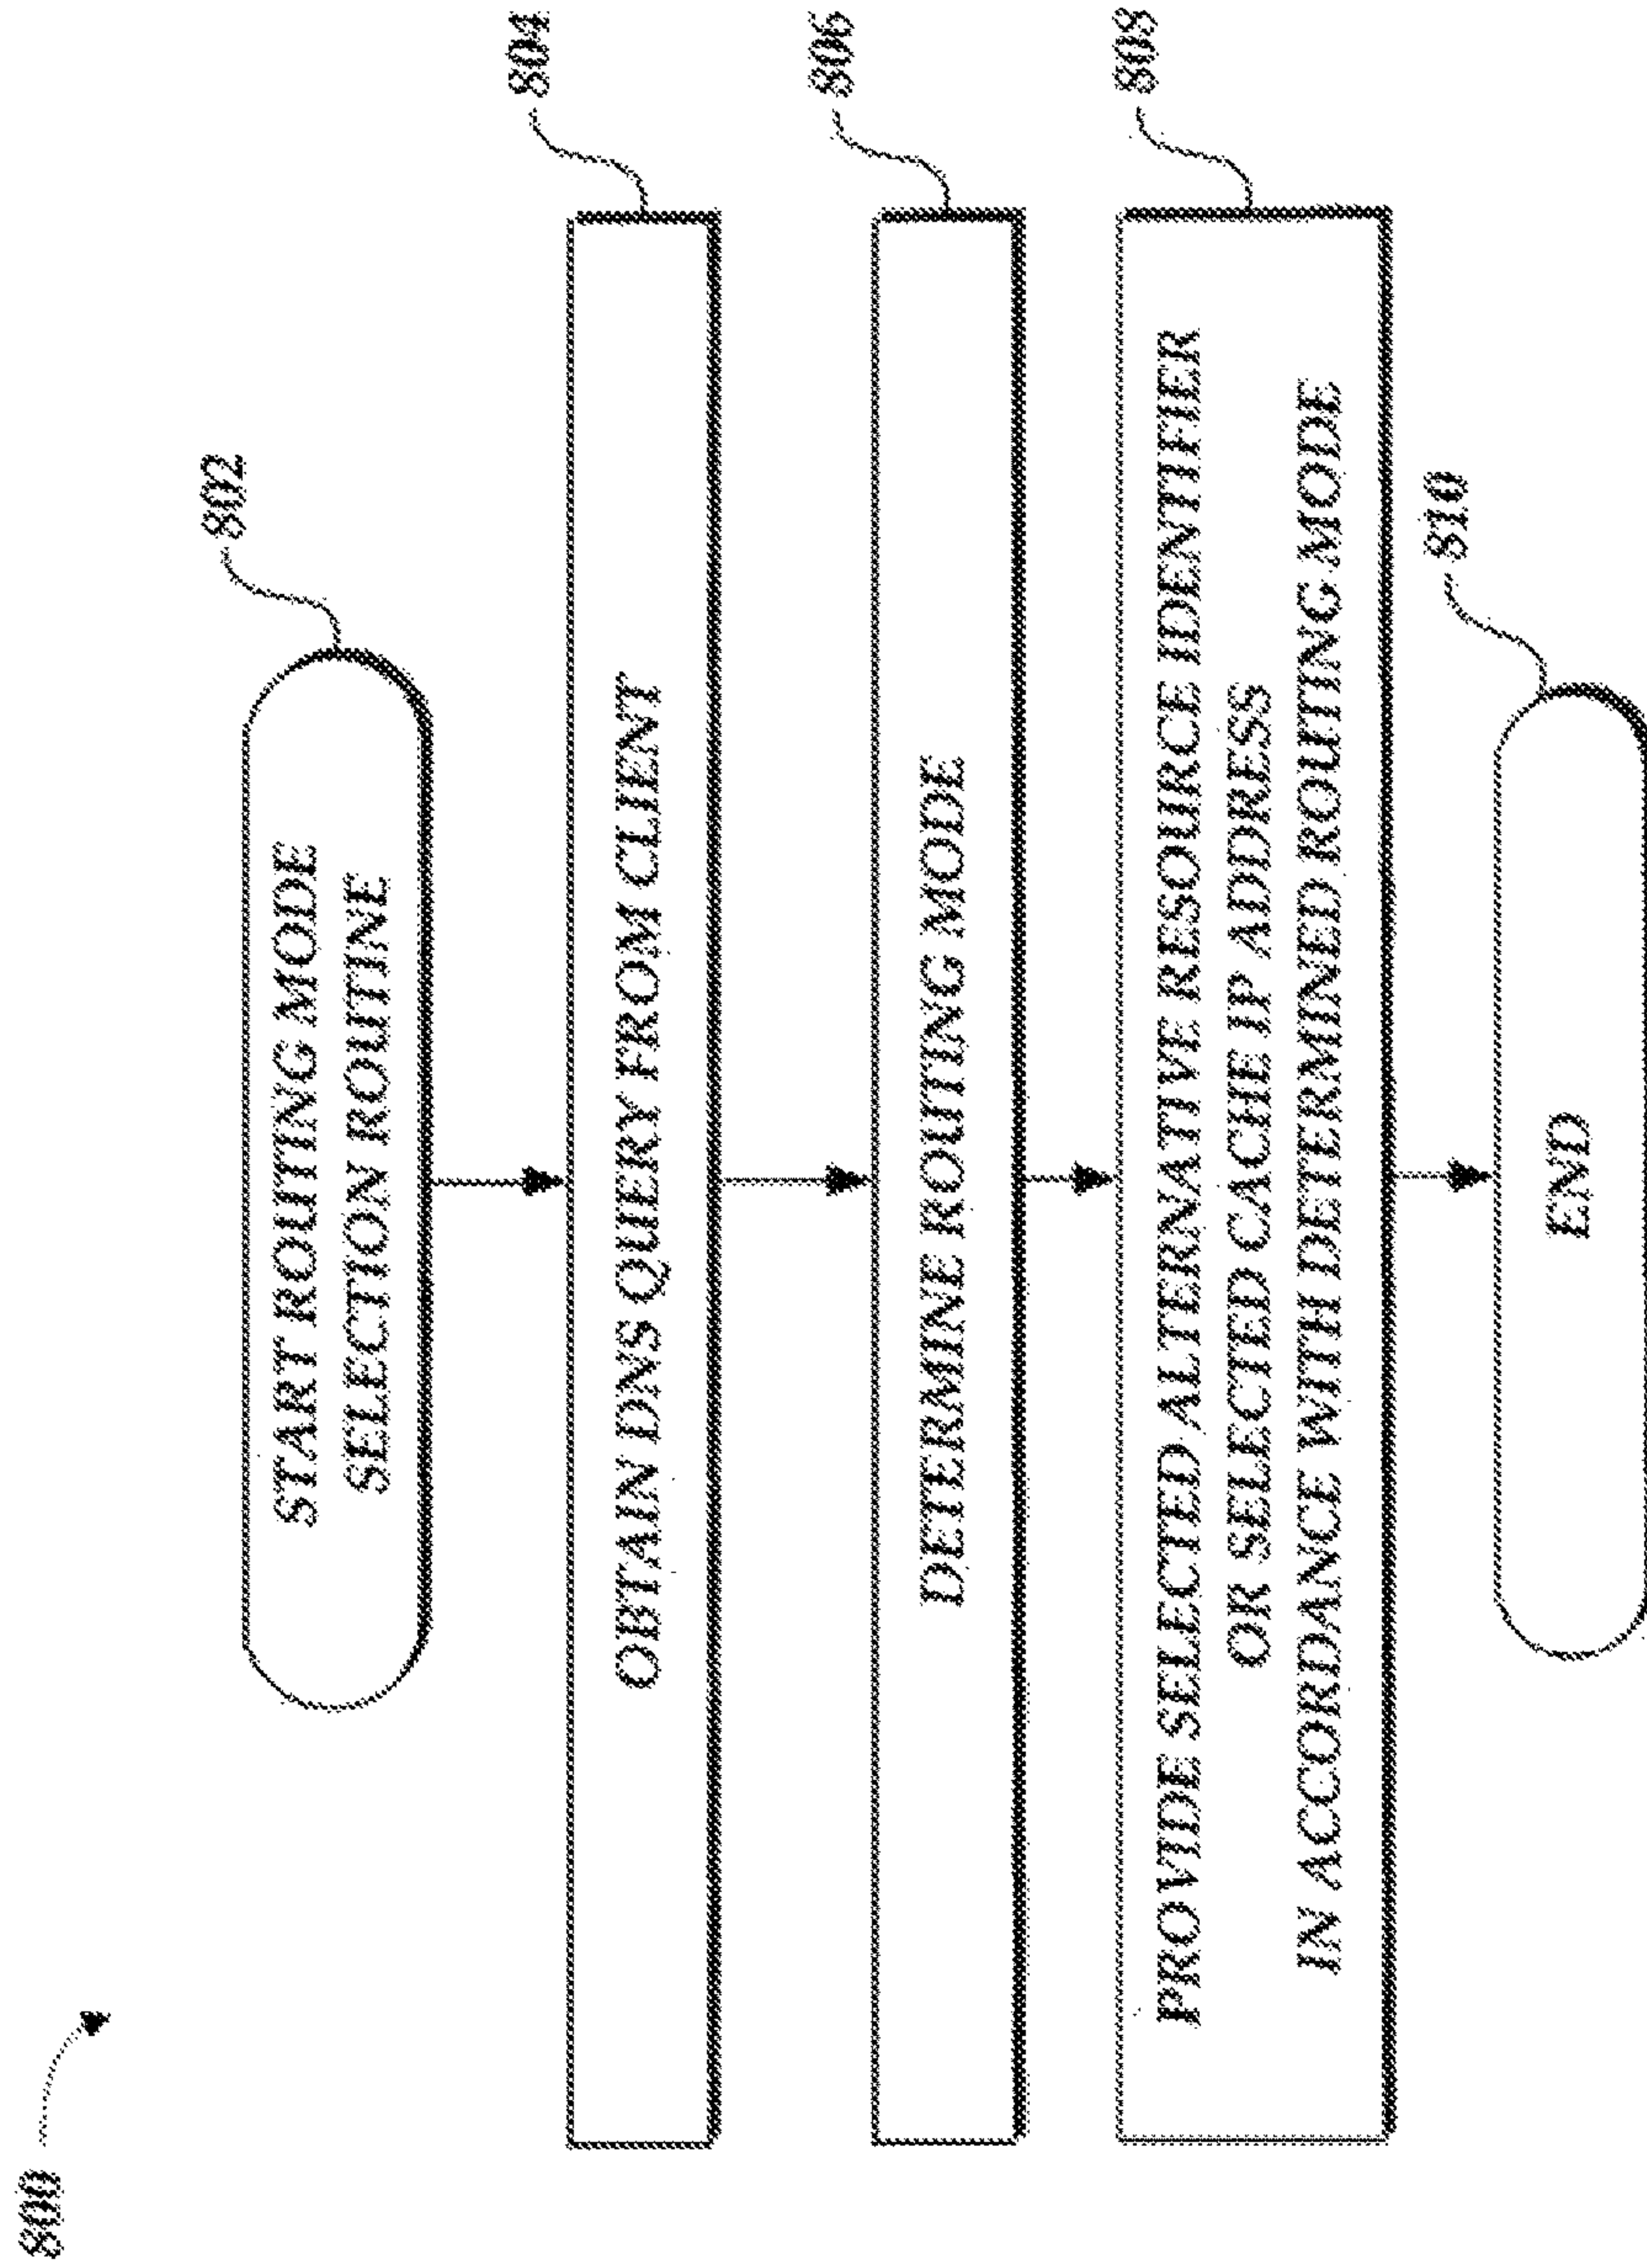 800
802
START ROUTING MODE
SELECTION ROUTINE
804
OBTAIN DNS QUERY FROM CLIENT
806
DETERMINE ROUTING MODE
808
PROVIDE SELECTED ALTERNATIVE RESOURCE IDENTIFIER
OR SELECTED CACHE IP ADDRESS
IN ACCORDANCE WITH DETERMINED ROUTING MODE
810
END